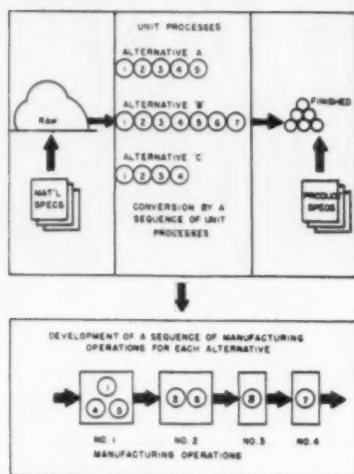 UNIT PROCESSES
ALTERNATIVE 'A'
1 2 3 4 5
ALTERNATIVE 'B'
1 2 3 4 5 6 7
ALTERNATIVE 'C'
1 2 3 4
RAW
FINISHED
MAT'L
SPECS
PRODUCT
SPECS
CONVERSION BY A
SEQUENCE OF UNIT
PROCESSES
DEVELOPMENT OF A SEQUENCE OF MANUFACTURING
OPERATIONS FOR EACH ALTERNATIVE
1
4 5
6
7
NO. 1 NO. 2 NO. 3 NO. 4
MANUFACTURING OPERATIONS